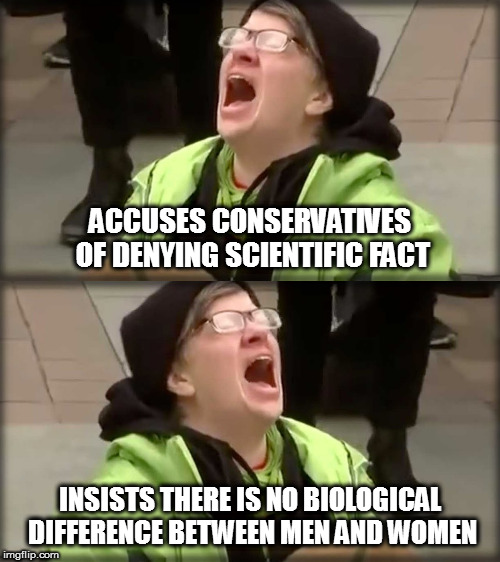 ACCUSES CONSERVATIVES
OF DENYING SCIENTIFIC FACT
INSISTS THERE IS NO BIOLOGICAL
DIFFERENCE BETWEEN MEN AND WOMEN
imgflip.com